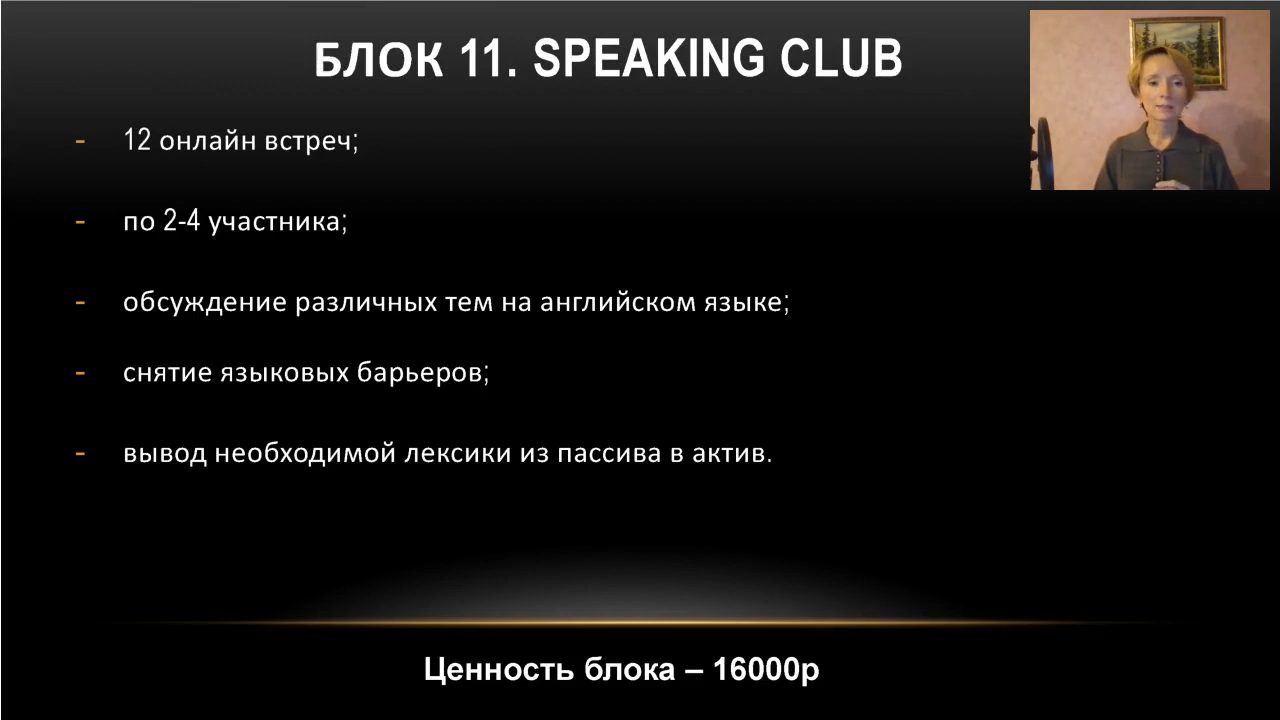 БЛОК 11. SPEAKING CLUB
- 12 онлайн встреч;
- по 2-4 участника;
- обсуждение различных тем на английском языке;
- снятие языковых барьеров;
- вывод необходимой лексики из пассива в актив.
Ценность блока – 16000р